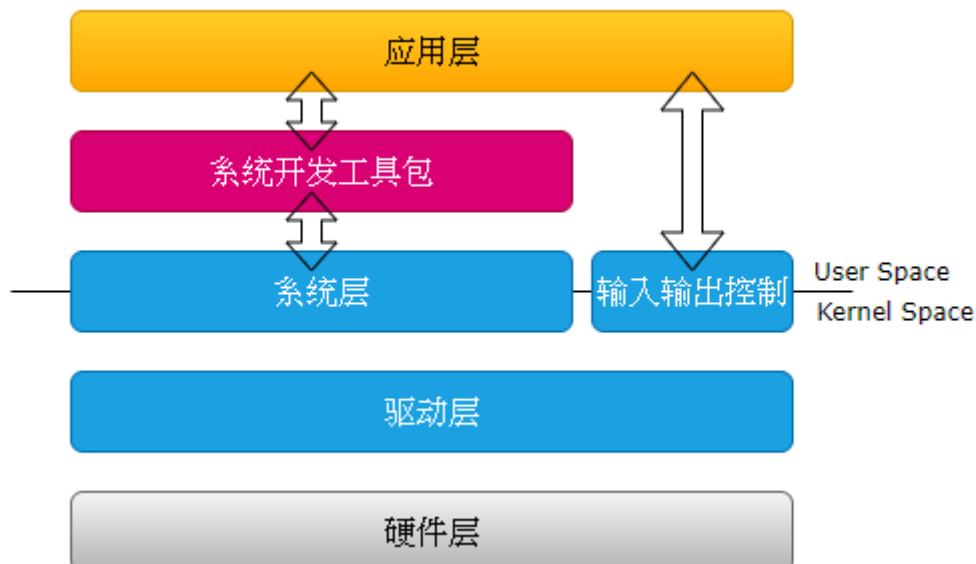 应用层
系统开发工具包
系统层
输入输出控制
User Space
Kernel Space
驱动层
硬件层